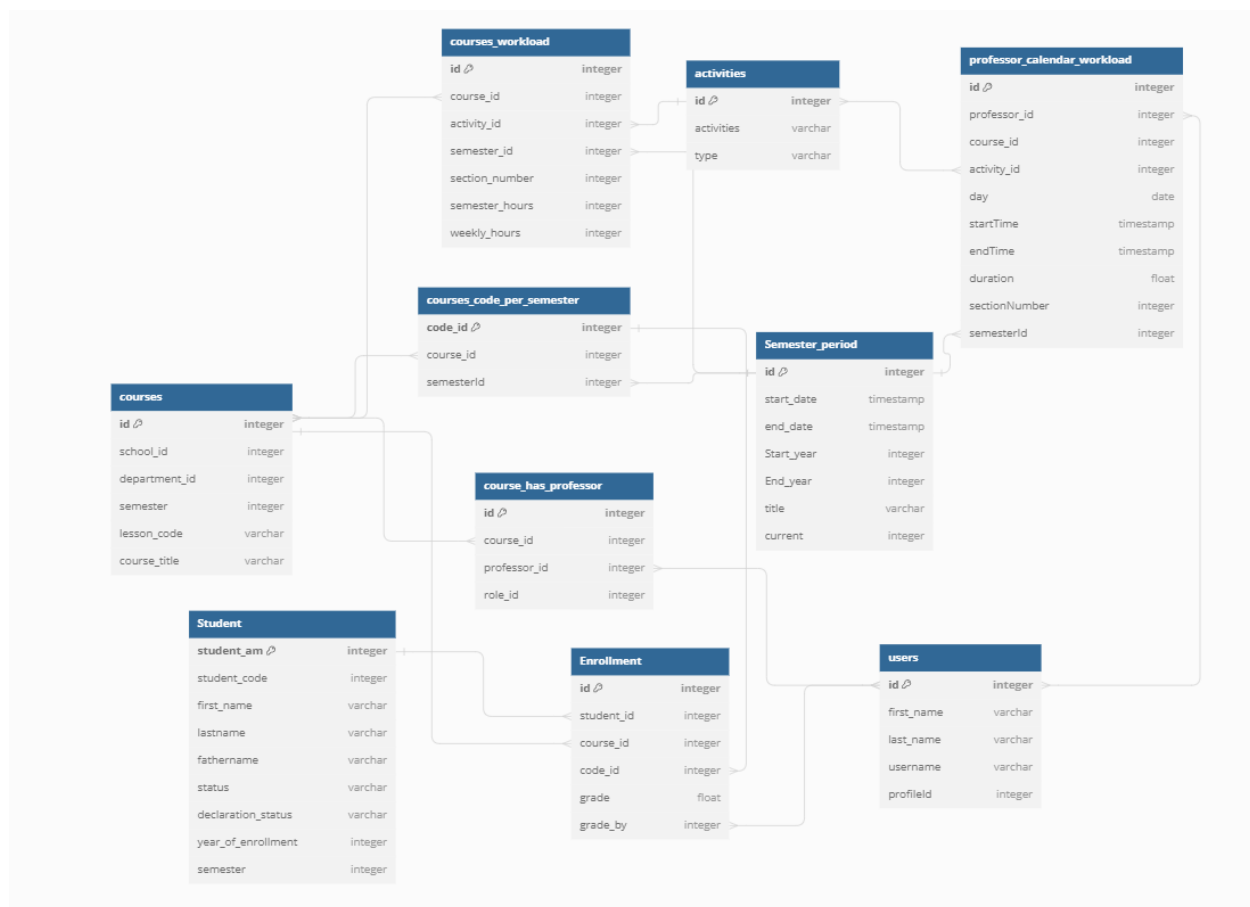 courses_workload
id integer
course_id integer
activity_id integer
semester_id integer
section_number integer
semester_hours integer
weekly_hours integer
activities
id integer
activities varchar
type varchar
professor_calendar_workload
id integer
professor_id integer
course_id integer
activity_id integer
day date
startTime timestamp
endTime timestamp
duration float
sectionNumber integer
semesterId integer
courses_code_per_semester
code_id integer
course_id integer
semesterId integer
Semester_period
id integer
start_date timestamp
end_date timestamp
Start_year integer
End_year integer
title varchar
current integer
courses
id integer
school_id integer
department_id integer
semester integer
lesson_code varchar
course_title varchar
course_has_professor
id integer
course_id integer
professor_id integer
role_id integer
Student
student_am integer
student_code integer
first_name varchar
lastname varchar
fathername varchar
status varchar
declaration_status varchar
year_of_enrollment integer
semester integer
Enrollment
id integer
student_id integer
course_id integer
code_id integer
grade float
grade_by integer
users
id integer
first_name varchar
last_name varchar
username varchar
profileId integer